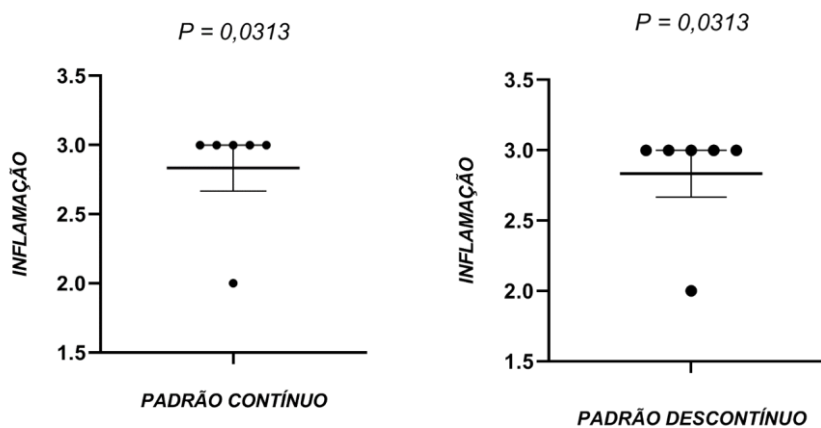 P = 0,0313
3.5
3.0
2.5
2.0
1.5
INFLAMAÇÃO
PADRÃO CONTÍNUO
P = 0,0313
3.5
3.0
2.5
2.0
1.5
INFLAMAÇÃO
PADRÃO DESCONTÍNUO